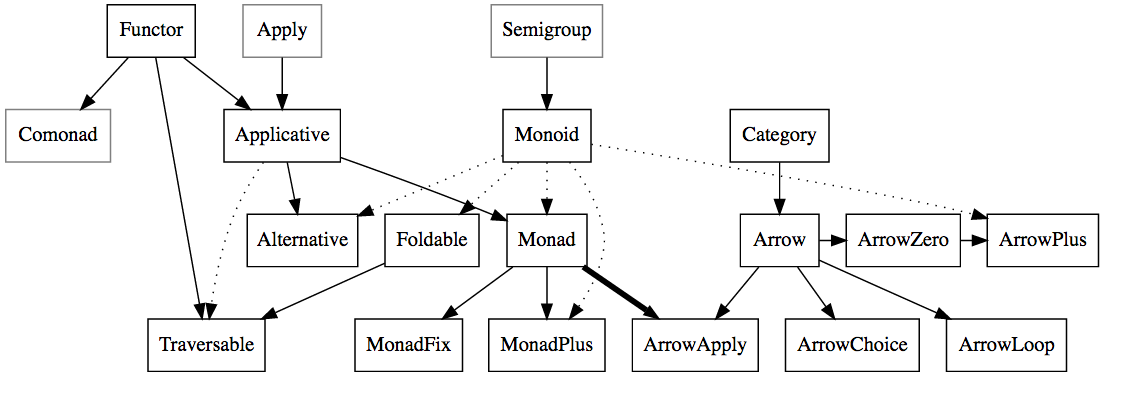 Functor
Apply
Semigroup
Comonad
Applicative
Monoid
Category
Alternative
Foldable
Monad
Arrow
ArrowZero
ArrowPlus
Traversable
MonadFix
MonadPlus
ArrowApply
ArrowChoice
ArrowLoop